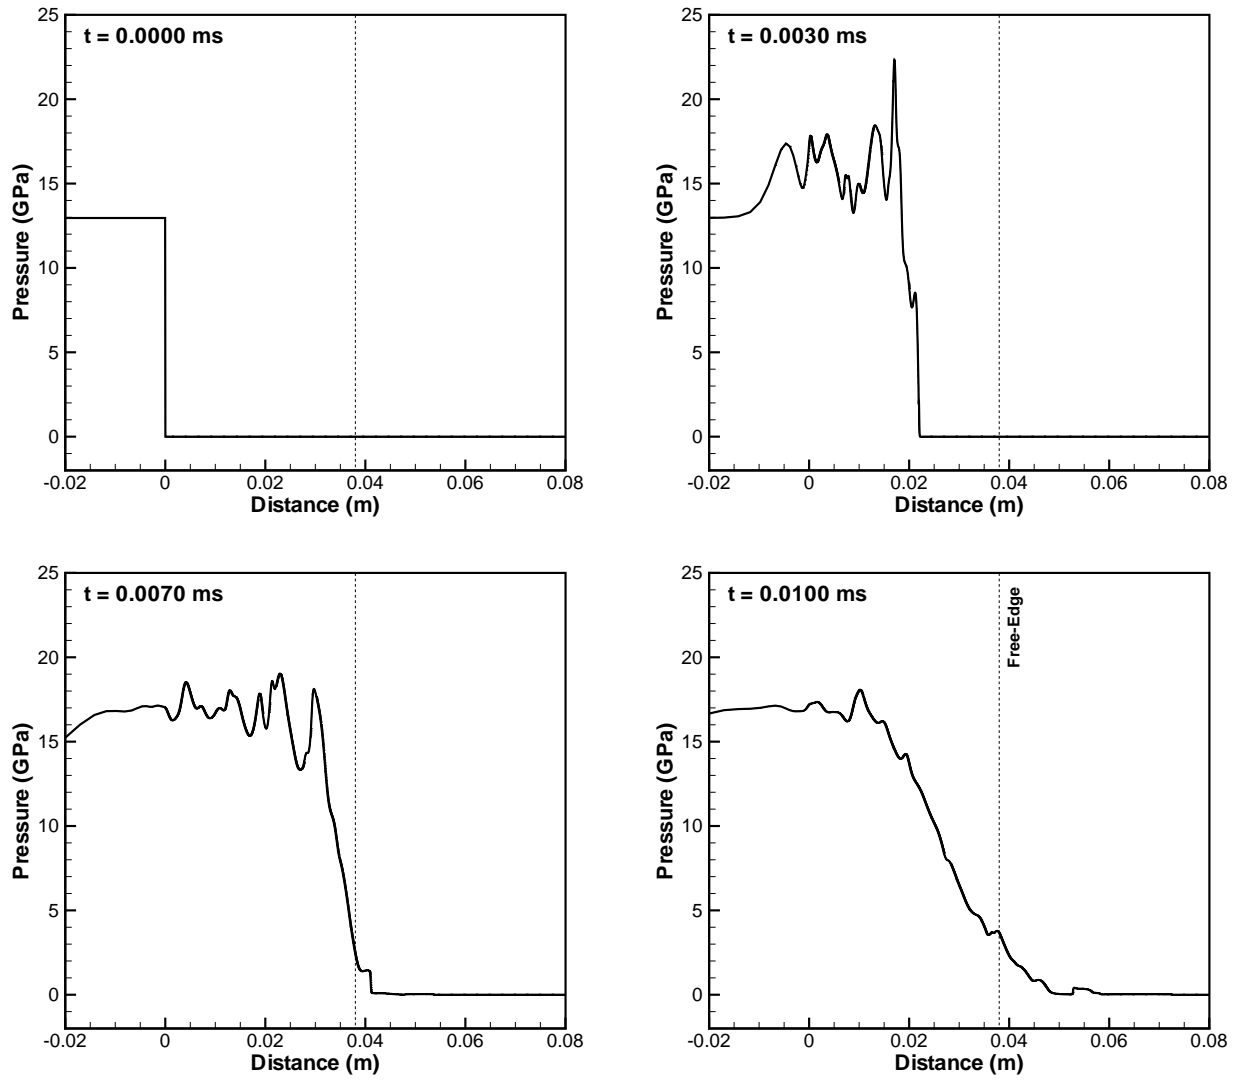 25
20
15
10
5
0
Pressure (GPa)
t = 0.0000 ms
-0.02 0 0.02 0.04 0.06 0.08
Distance (m)
25
20
15
10
5
0
Pressure (GPa)
t = 0.0030 ms
-0.02 0 0.02 0.04 0.06 0.08
Distance (m)
25
20
15
10
5
0
Pressure (GPa)
t = 0.0070 ms
-0.02 0 0.02 0.04 0.06 0.08
Distance (m)
25
20
15
10
5
0
Pressure (GPa)
t = 0.0100 ms
Free-Edge
-0.02 0 0.02 0.04 0.06 0.08
Distance (m)